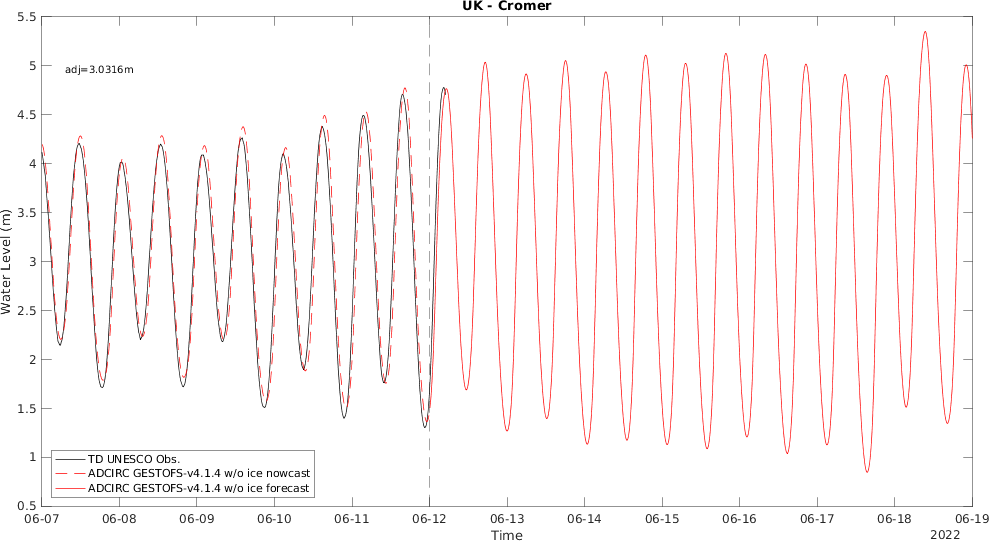 UK - Cromer
5.5
5
4.5
4
3.5
3
2.5
2
1.5
1
0.5
Water Level (m)
adj=3.0316m
TD UNESCO Obs.
ADCIRC GESTOFS-v4.1.4 w/o ice nowcast
ADCIRC GESTOFS-v4.1.4 w/o ice forecast
06-07 06-08 06-09 06-10 06-11 06-12 06-13 06-14 06-15 06-16 06-17 06-18 06-19
Time
2022